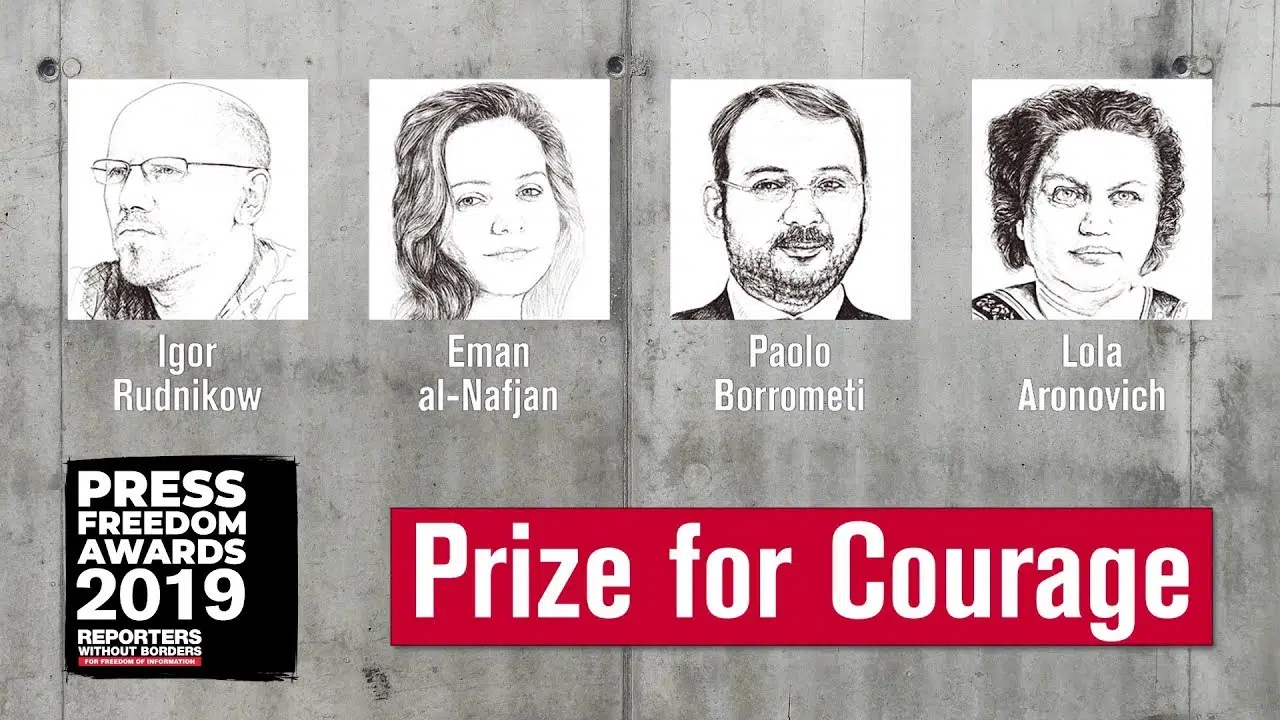 Igor
Rudnikow
Eman
al-Nafjan
Paolo
Borrometi
Lola
Aronovich
PRESS
FREEDOM
AWARDS
2019
REPORTERS
WITHOUT BORDERS
FOR FREEDOM OF INFORMATION
Prize for Courage